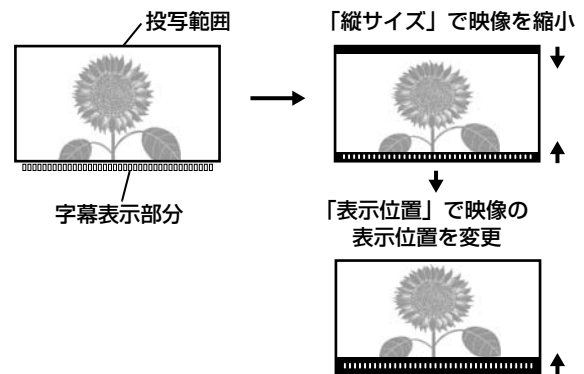 投写範囲
字幕表示部分
「縦サイズ」で映像を縮小
「表示位置」で映像の
表示位置を変更